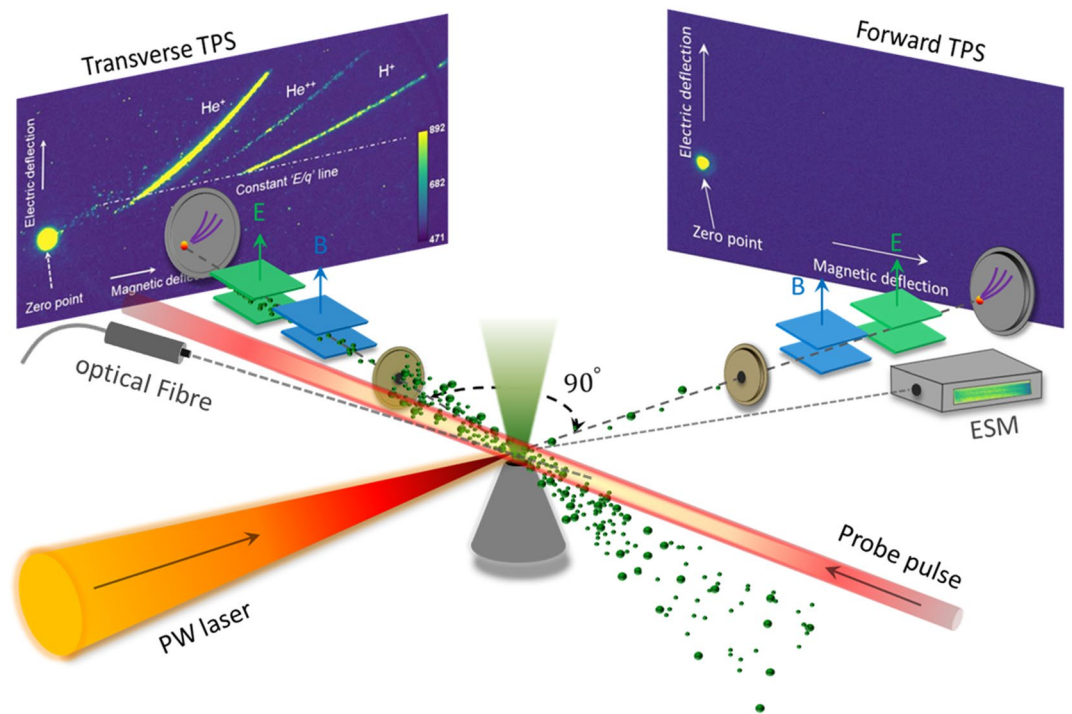 Transverse TPS
Electric deflection
He⁺
He⁺⁺
H⁺
892
682
471
Constant 'E/q' line
Zero point
Magnetic defle
E
B
optical Fibre
Forward TPS
Electric deflection
Zero point
Magnetic deflection
B
E
90°
ESM
PW laser
Probe pulse